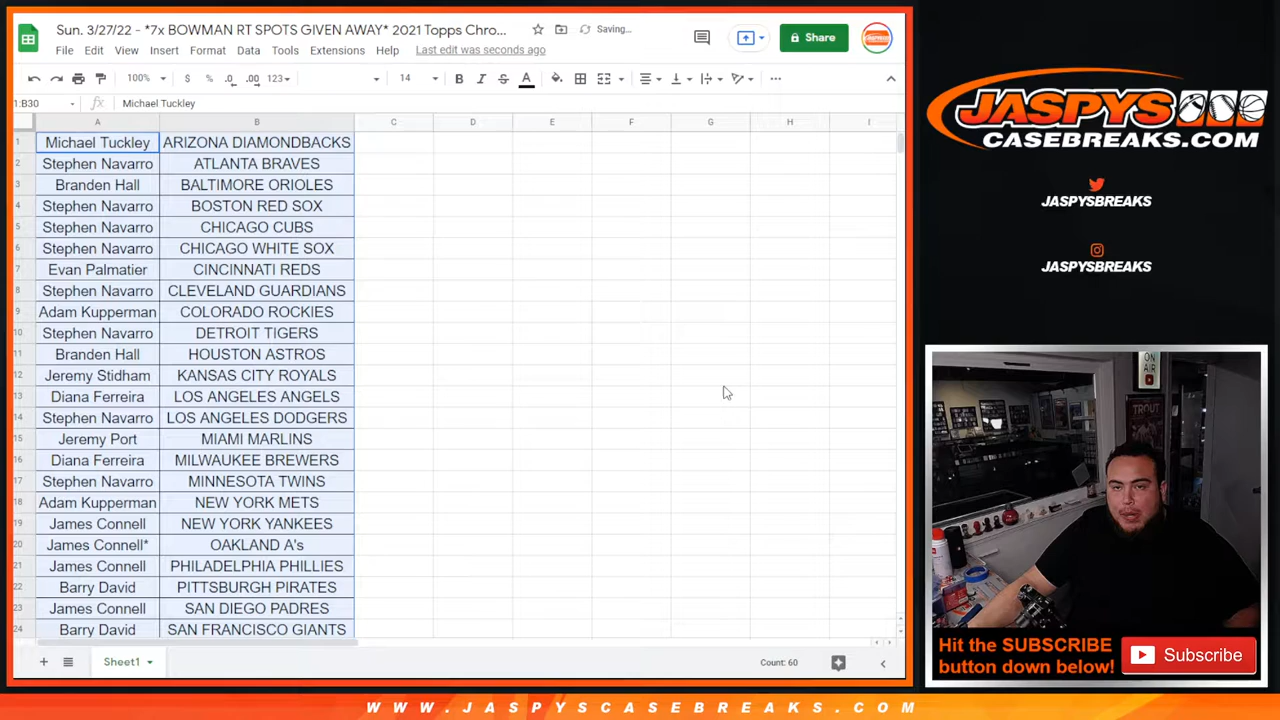 Sun. 3/27/22 - *7x BOWMAN RT SPOTS GIVEN AWAY* 2021 Topps Chro...
Saving...
Share
File Edit View Insert Format Data Tools Extensions Help Last edit was seconds ago
100% $ % .0 .00 123 14 B I S A
1:B30 fx Michael Tuckley
A B C D E F G H I
1 Michael Tuckley ARIZONA DIAMONDBACKS
2 Stephen Navarro ATLANTA BRAVES
3 Branden Hall BALTIMORE ORIOLES
4 Stephen Navarro BOSTON RED SOX
5 Stephen Navarro CHICAGO CUBS
6 Stephen Navarro CHICAGO WHITE SOX
7 Evan Palmatier CINCINNATI REDS
8 Stephen Navarro CLEVELAND GUARDIANS
9 Adam Kupperman COLORADO ROCKIES
10 Stephen Navarro DETROIT TIGERS
11 Branden Hall HOUSTON ASTROS
12 Jeremy Stidham KANSAS CITY ROYALS
13 Diana Ferreira LOS ANGELES ANGELS
14 Stephen Navarro LOS ANGELES DODGERS
15 Jeremy Port MIAMI MARLINS
16 Diana Ferreira MILWAUKEE BREWERS
17 Stephen Navarro MINNESOTA TWINS
18 Adam Kupperman NEW YORK METS
19 James Connell NEW YORK YANKEES
20 James Connell* OAKLAND A's
21 James Connell PHILADELPHIA PHILLIES
22 Barry David PITTSBURGH PIRATES
23 James Connell SAN DIEGO PADRES
24 Barry David SAN FRANCISCO GIANTS
Sheet1
Count: 60
JASPYS
CASEBREAKS.COM
JASPYSBREAKS
JASPYSBREAKS
ON
AIR
TROUT
Hit the SUBSCRIBE
button down below!
Subscribe
WWW.JASPYSCASEBREAKS.COM